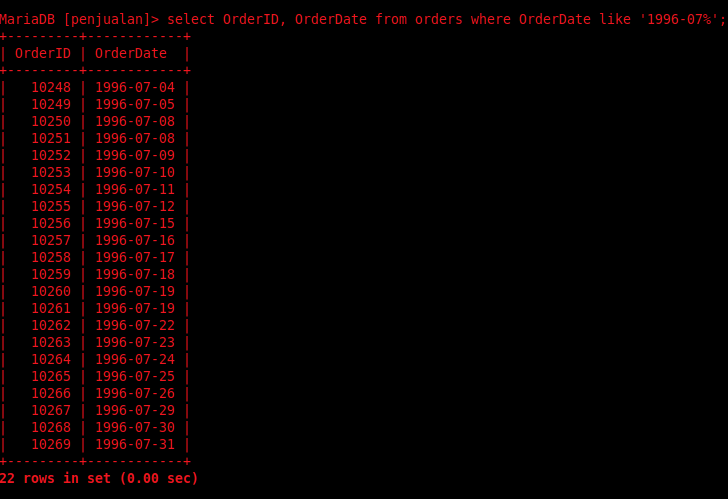 MariaDB [penjualan]> select OrderID, OrderDate from orders where OrderDate like '1996-07%';
+---------+------------+
| OrderID | OrderDate  |
+---------+------------+
|   10248 | 1996-07-04 |
|   10249 | 1996-07-05 |
|   10250 | 1996-07-08 |
|   10251 | 1996-07-08 |
|   10252 | 1996-07-09 |
|   10253 | 1996-07-10 |
|   10254 | 1996-07-11 |
|   10255 | 1996-07-12 |
|   10256 | 1996-07-15 |
|   10257 | 1996-07-16 |
|   10258 | 1996-07-17 |
|   10259 | 1996-07-18 |
|   10260 | 1996-07-19 |
|   10261 | 1996-07-19 |
|   10262 | 1996-07-22 |
|   10263 | 1996-07-23 |
|   10264 | 1996-07-24 |
|   10265 | 1996-07-25 |
|   10266 | 1996-07-26 |
|   10267 | 1996-07-29 |
|   10268 | 1996-07-30 |
|   10269 | 1996-07-31 |
+---------+------------+
22 rows in set (0.00 sec)